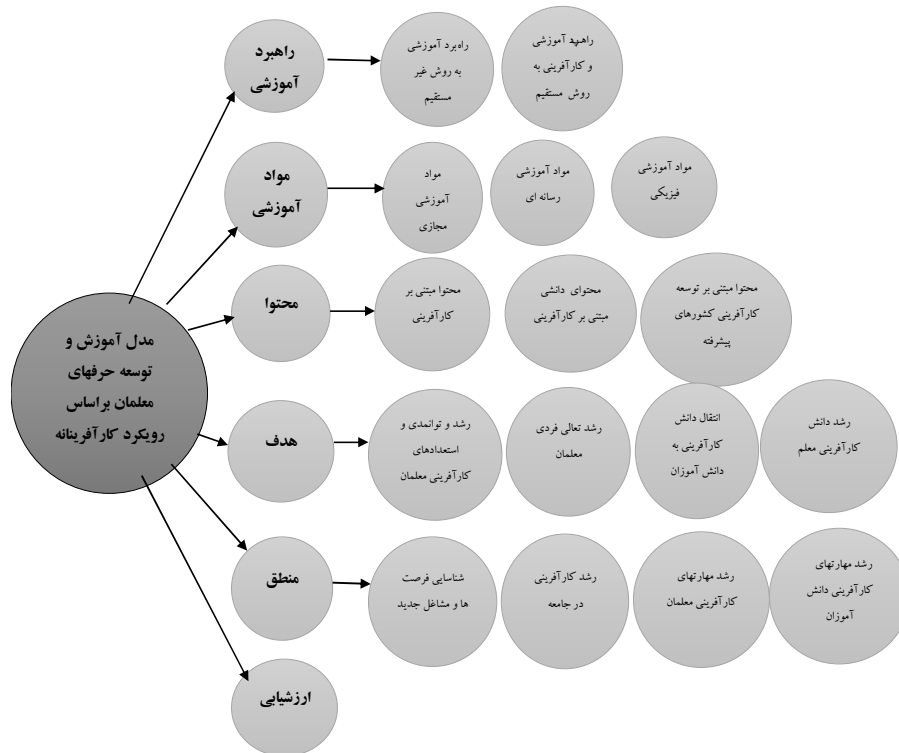 راهبرد
آموزشی
راه‌برد آموزشی
به روش غیر
مستقیم
راهبرد آموزشی
و کارآفرینی به
روش مستقیم
مواد
آموزشی
مواد
آموزشی
مجازی
مواد آموزشی
رسانه ای
مواد آموزشی
فیزیکی
محتوا
محتوا مبتنی بر
کارآفرینی
محتوای دانشی
مبتنی بر کارآفرینی
محتوا مبتنی بر توسعه
کارآفرینی کشورهای
پیشرفته
مدل آموزش و
توسعه حرفهای
معلمان براساس
رویکرد کارآفرینانه
هدف
رشد و توانمدی و
استعدادهای
کارآفرینی معلمان
رشد تعالی فردی
معلمان
انتقال دانش
کارآفرینی به
دانش آموزان
رشد دانش
کارآفرینی معلم
منطق
شناسایی فرصت
ها و مشاغل جدید
رشد کارآفرینی
در جامعه
رشد مهارتهای
کارآفرینی معلمان
رشد مهارتهای
کارآفرینی دانش
آموزان
ارزشیابی